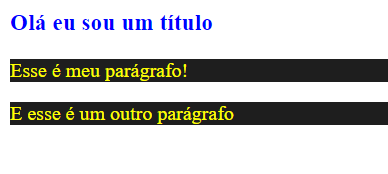 Olá eu sou um título
Esse é meu parágrafo!
E esse é um outro parágrafo